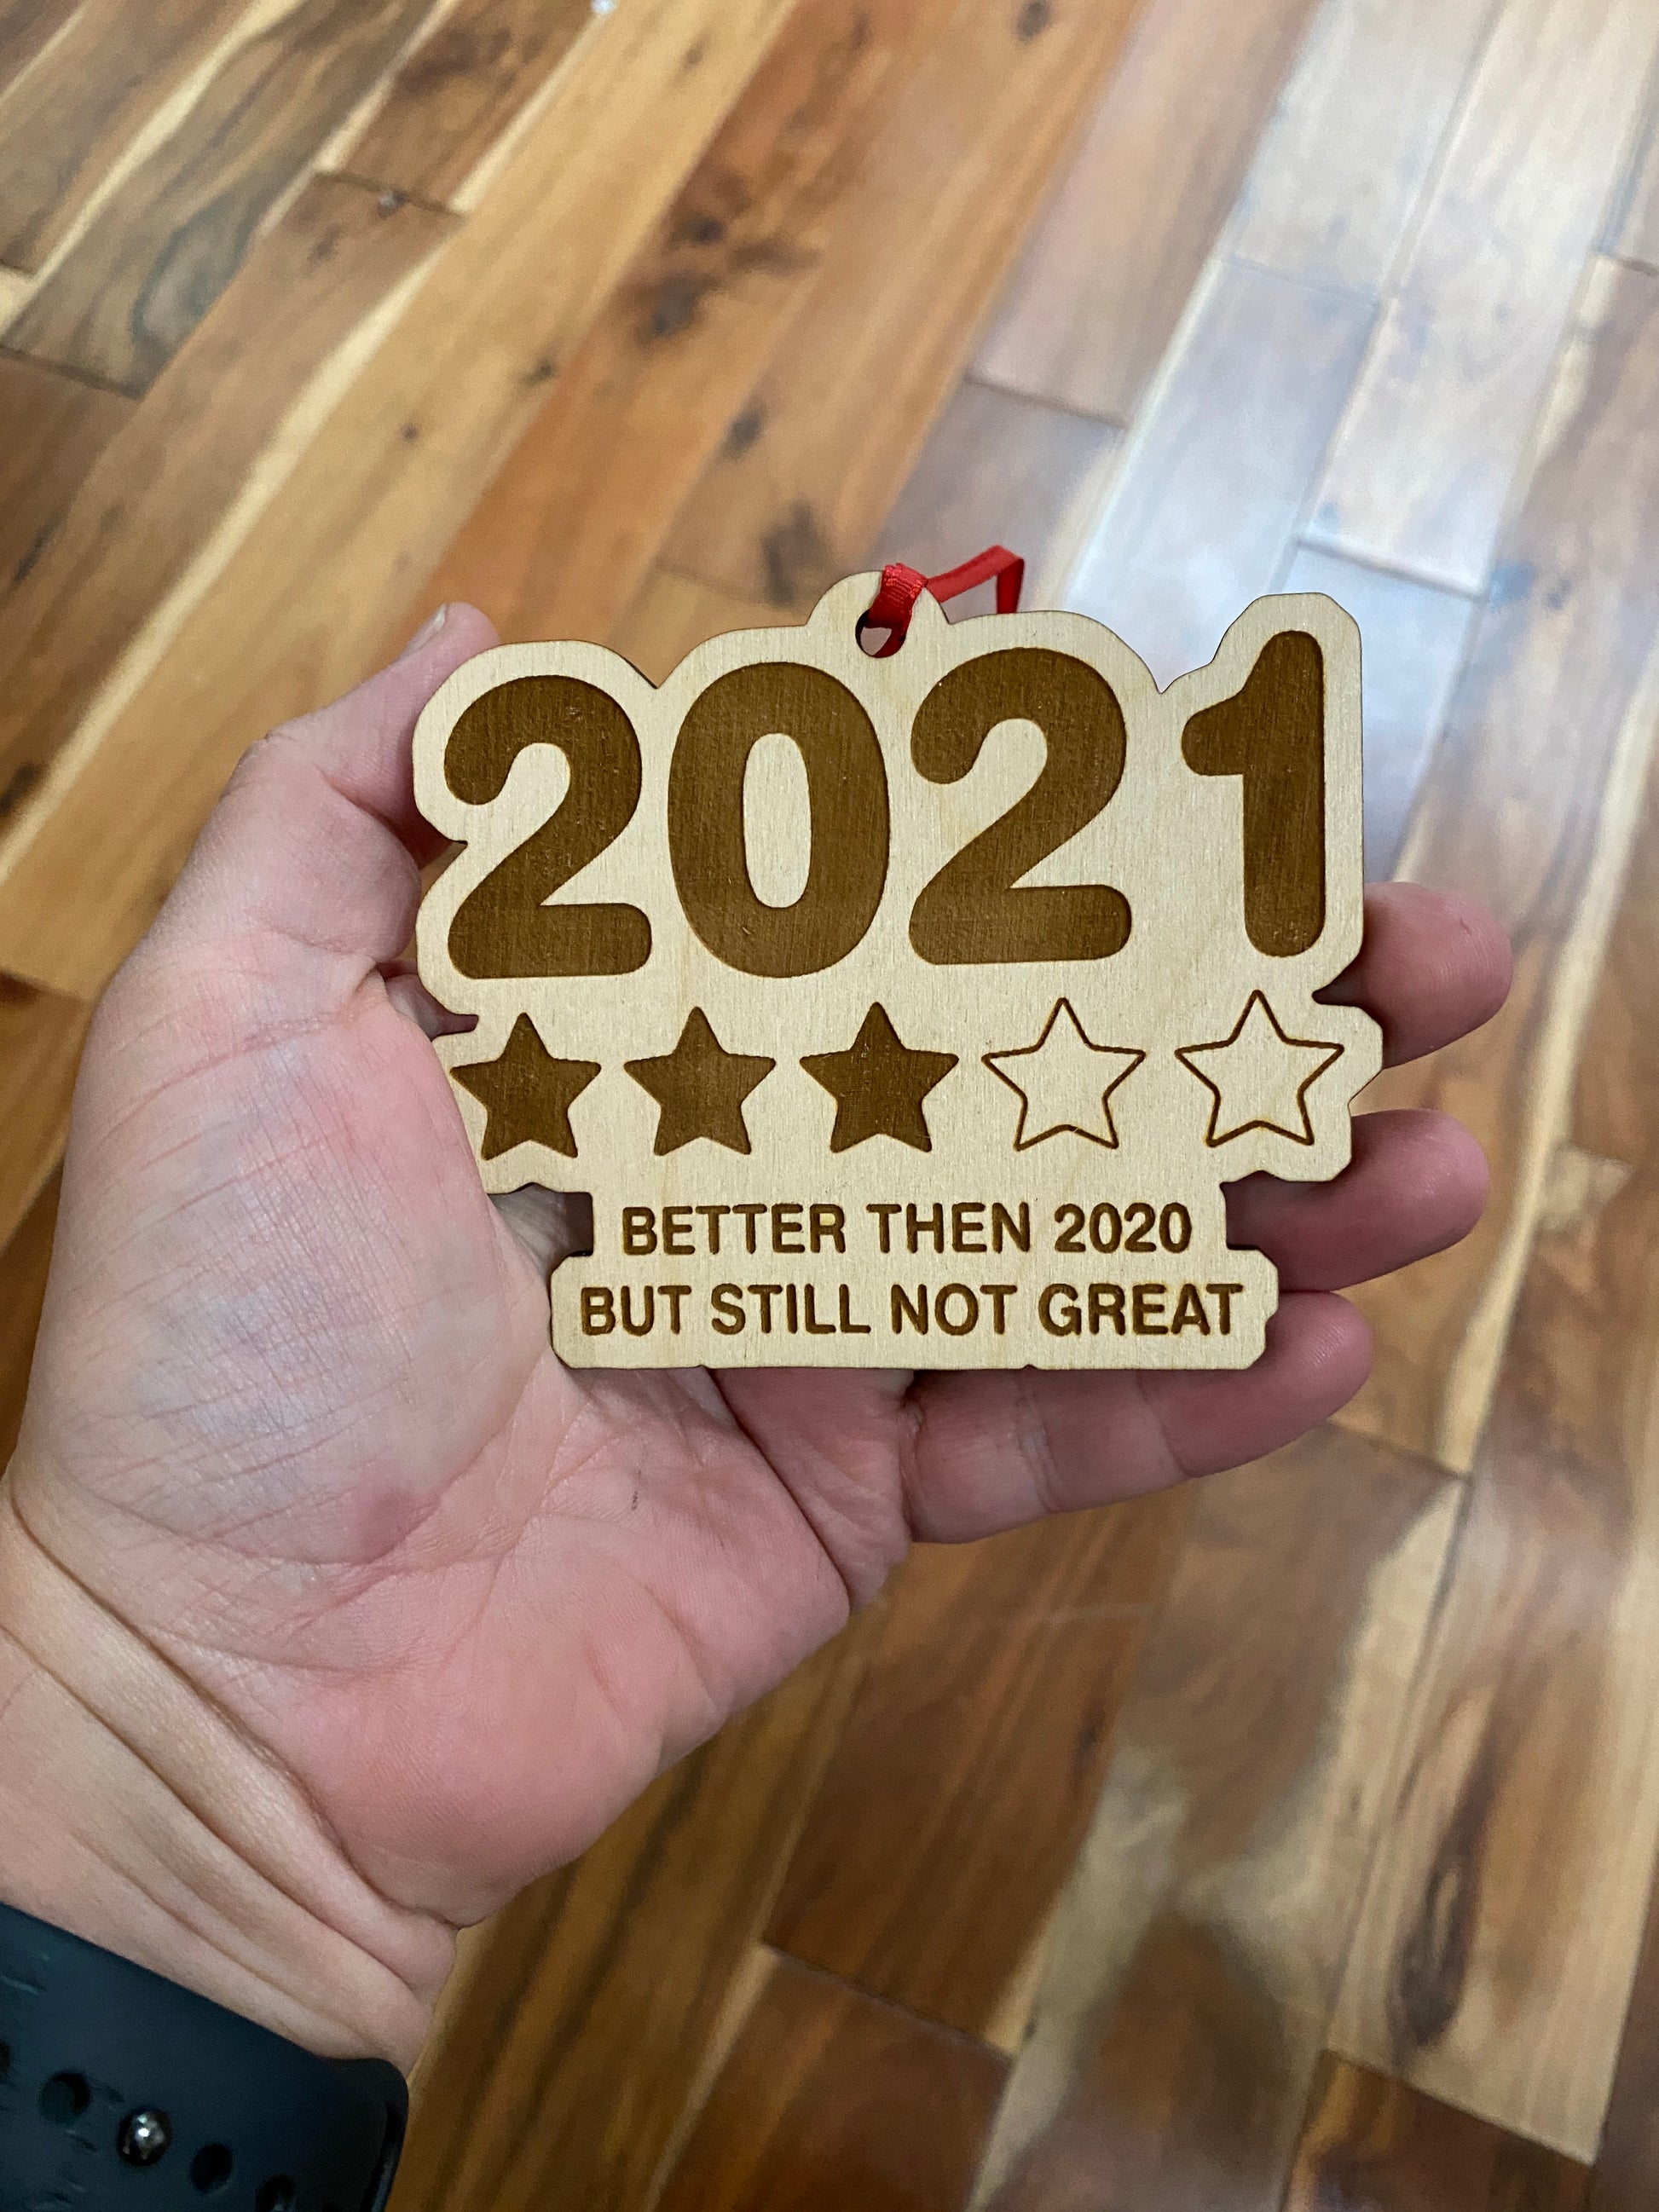 2021
BETTER THEN 2020
BUT STILL NOT GREAT